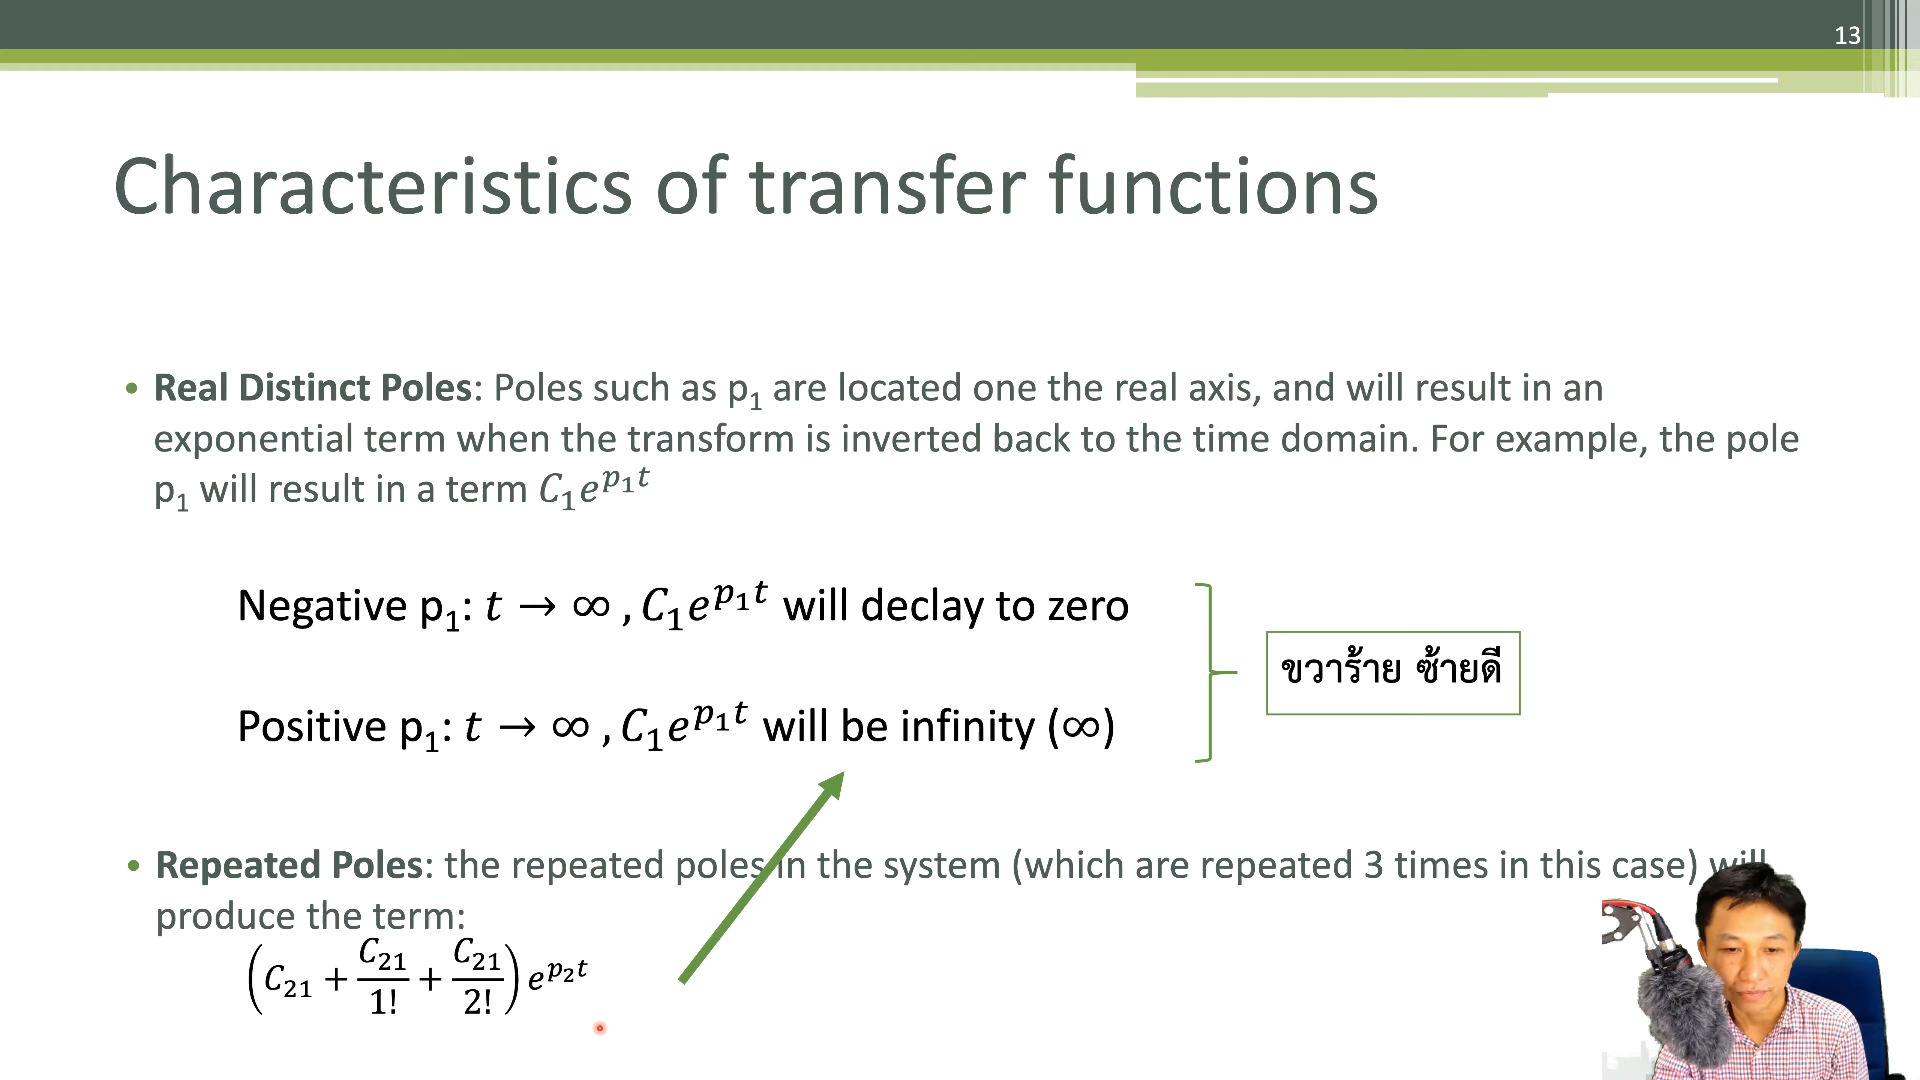 13
Characteristics of transfer functions
• Real Distinct Poles: Poles such as p₁ are located one the real axis, and will result in an
exponential term when the transform is inverted back to the time domain. For example, the pole
p₁ will result in a term C₁e^{p₁t}
Negative p₁: t → ∞ , C₁e^{p₁t} will declay to zero
Positive p₁: t → ∞ , C₁e^{p₁t} will be infinity (∞)
ขวาร้าย ซ้ายดี
• Repeated Poles: the repeated poles in the system (which are repeated 3 times in this case) will
produce the term:
(C₂₁ + C₂₁/1! + C₂₁/2!) e^{p₂t}